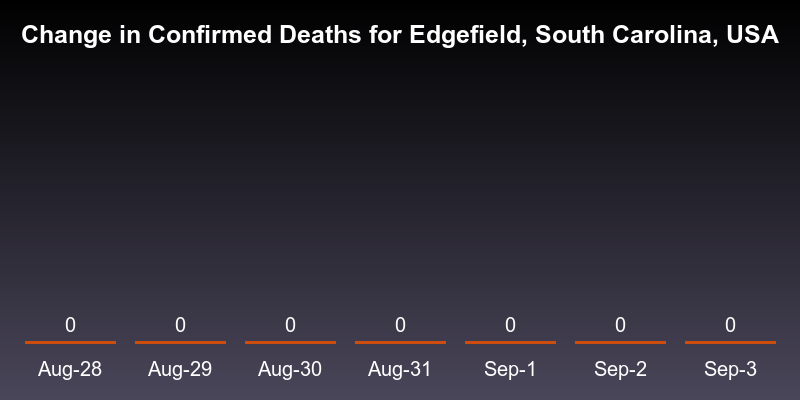 Change in Confirmed Deaths for Edgefield, South Carolina, USA
0 0 0 0 0 0 0
Aug-28 Aug-29 Aug-30 Aug-31 Sep-1 Sep-2 Sep-3